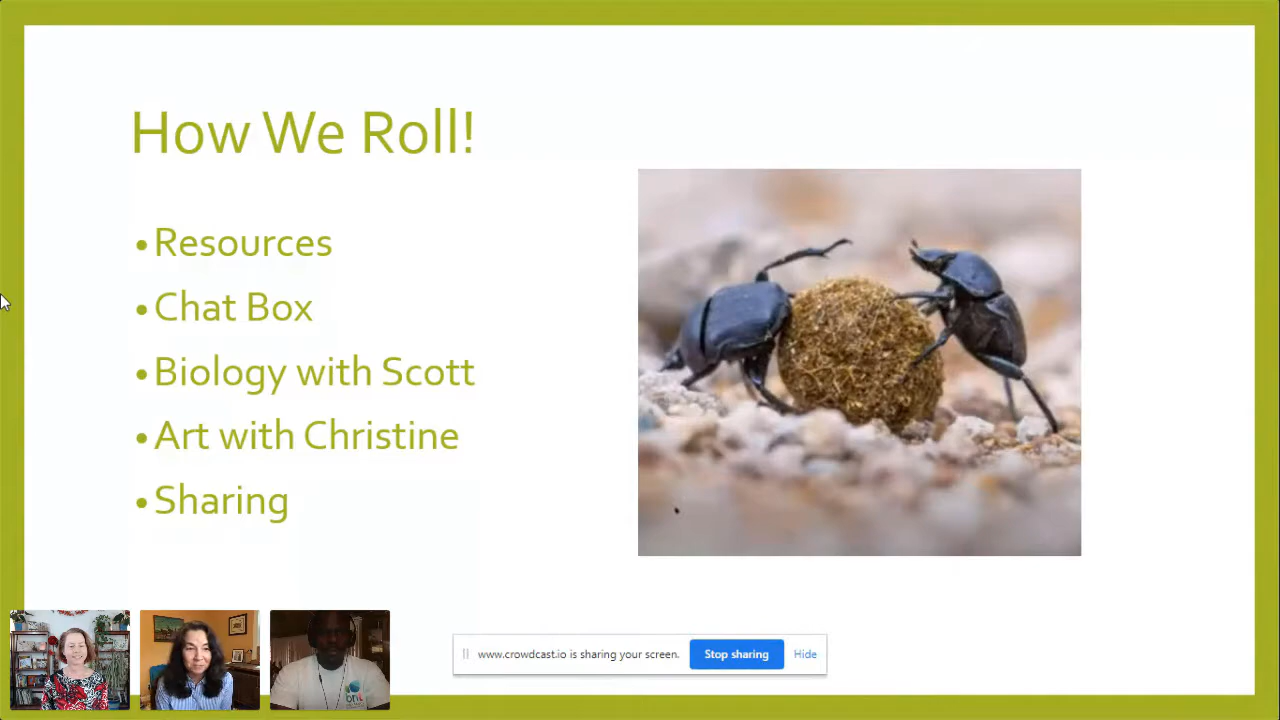 How We Roll!
•Resources
•Chat Box
•Biology with Scott
•Art with Christine
•Sharing
www.crowdcast.io is sharing your screen.
Stop sharing
Hide